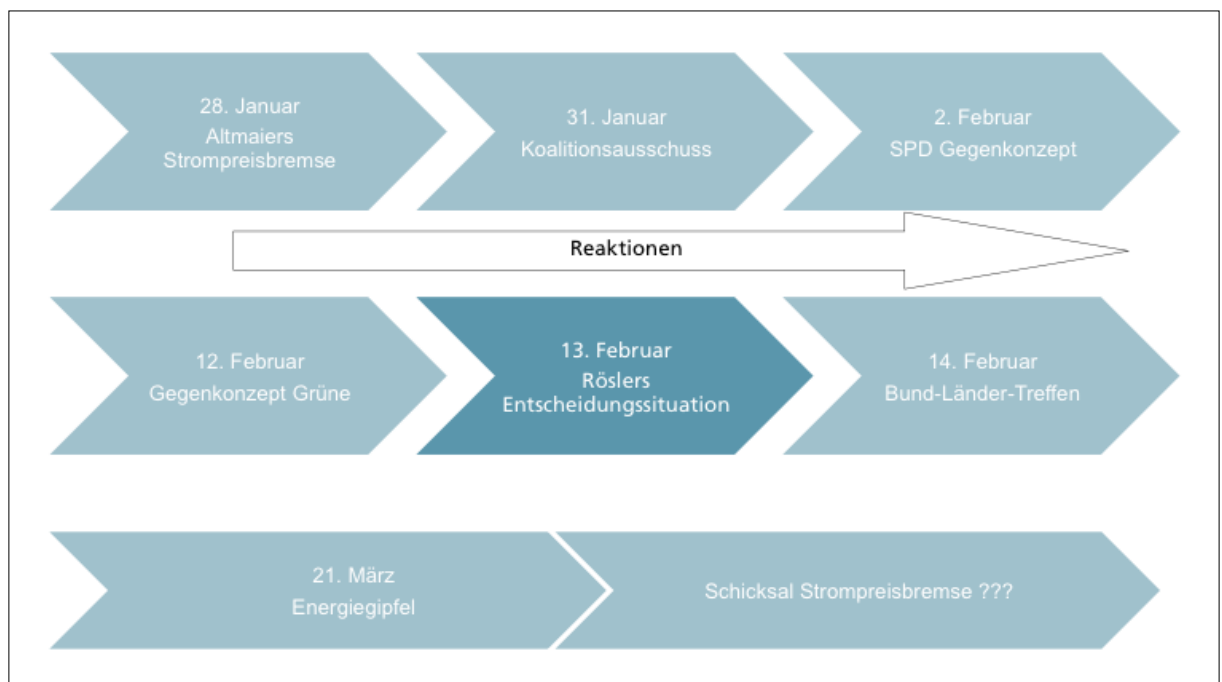 28. Januar
Altmaiers
Strompreisbremse
31. Januar
Koalitionsausschuss
2. Februar
SPD Gegenkonzept
Reaktionen
12. Februar
Gegenkonzept Grüne
13. Februar
Röslers
Entscheidungssituation
14. Februar
Bund-Länder-Treffen
21. März
Energiegipfel
Schicksal Strompreisbremse ???